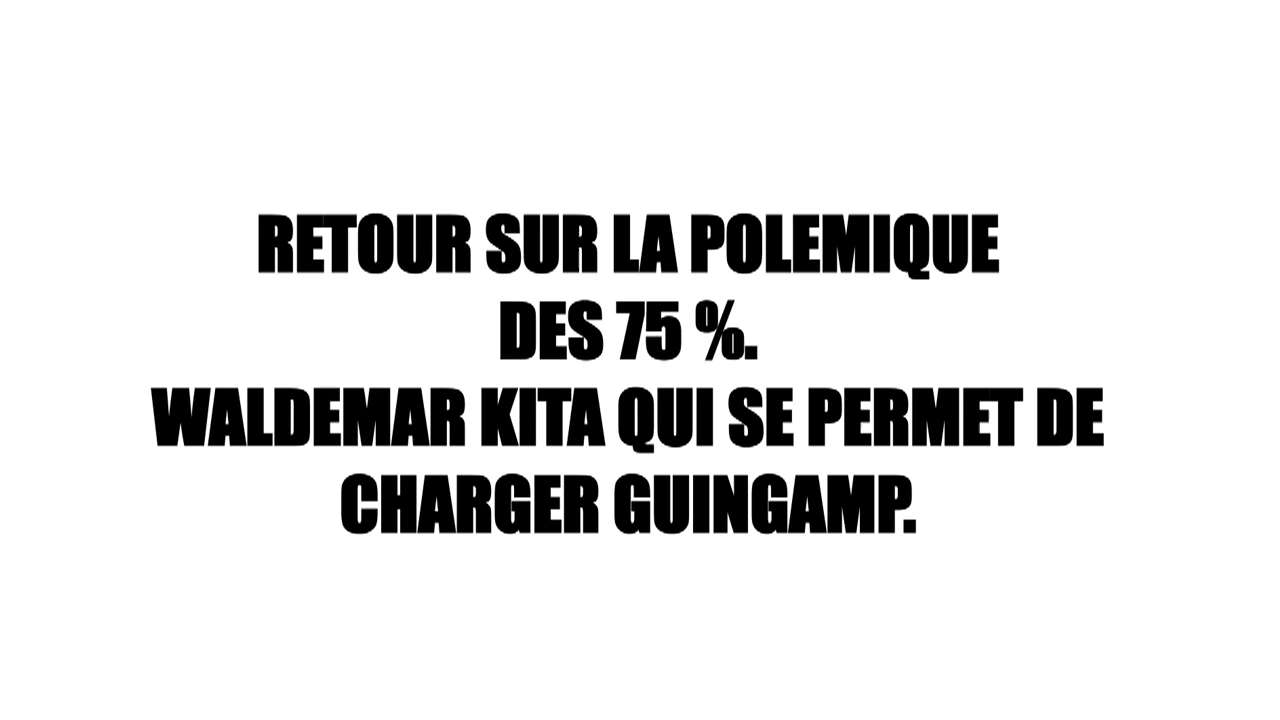 RETOUR SUR LA POLEMIQUE
DES 75 %.
WALDEMAR KITA QUI SE PERMET DE
CHARGER GUINGAMP.